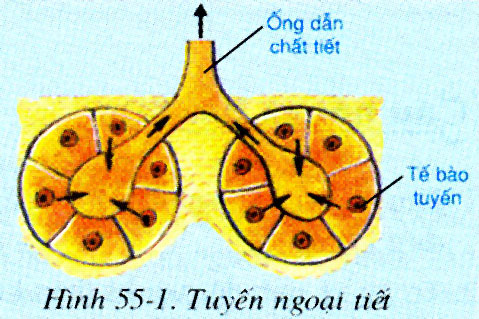 Ống dẫn
chất tiết
Tế bào
tuyến
Hình 55-1. Tuyến ngoại tiết